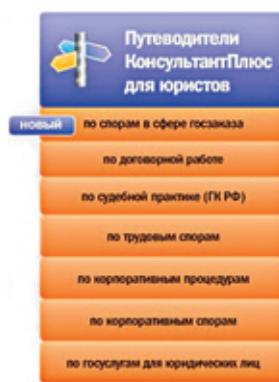 Путеводители
КонсультантПлюс
для юристов
новый
по спорам в сфере госзаказа
по договорной работе
по судебной практике (ГК РФ)
по трудовым спорам
по корпоративным процедурам
по корпоративным спорам
по госуслугам для юридических лиц